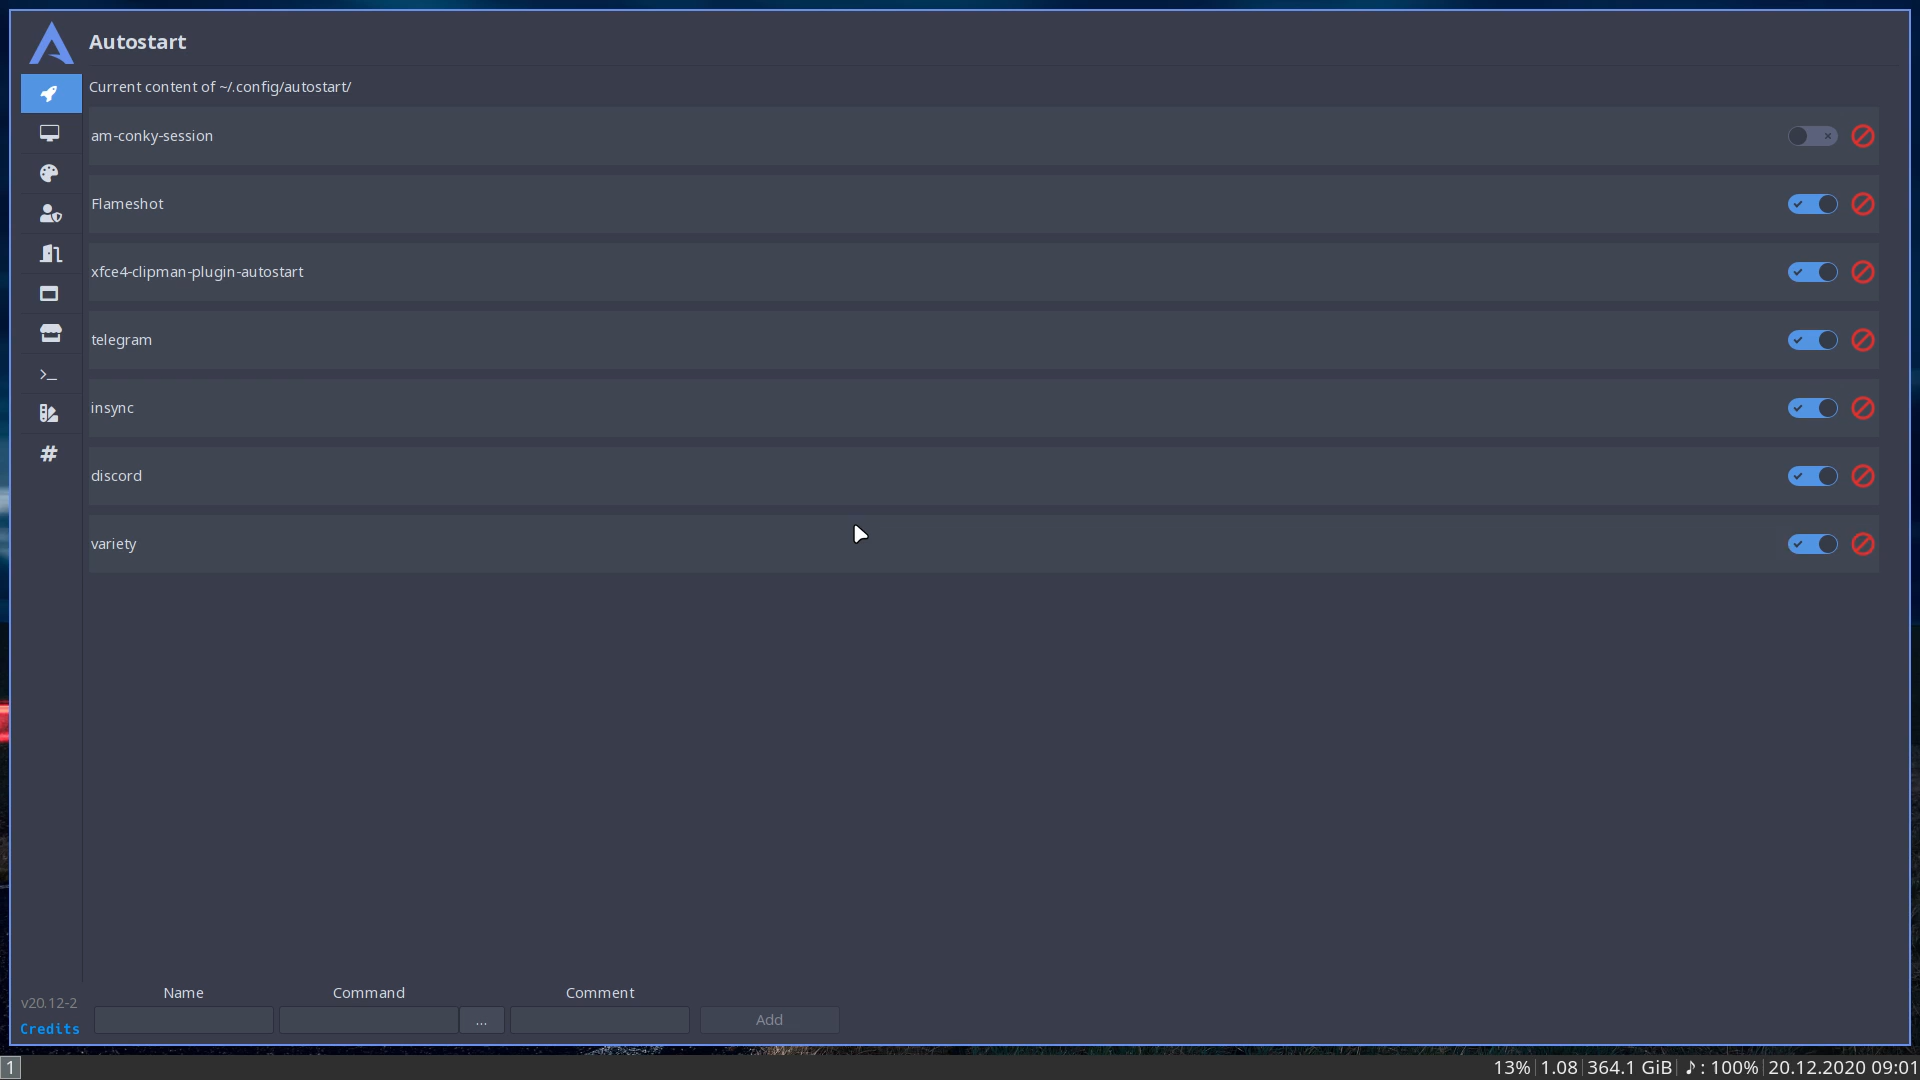 Autostart
Current content of ~/.config/autostart/
am-conky-session
Flameshot
xfce4-clipman-plugin-autostart
telegram
insync
discord
variety
Name Command Comment
v20.12-2
... Add
Credits
1 13% 1.08 364.1 GiB ♪: 100% 20.12.2020 09:01